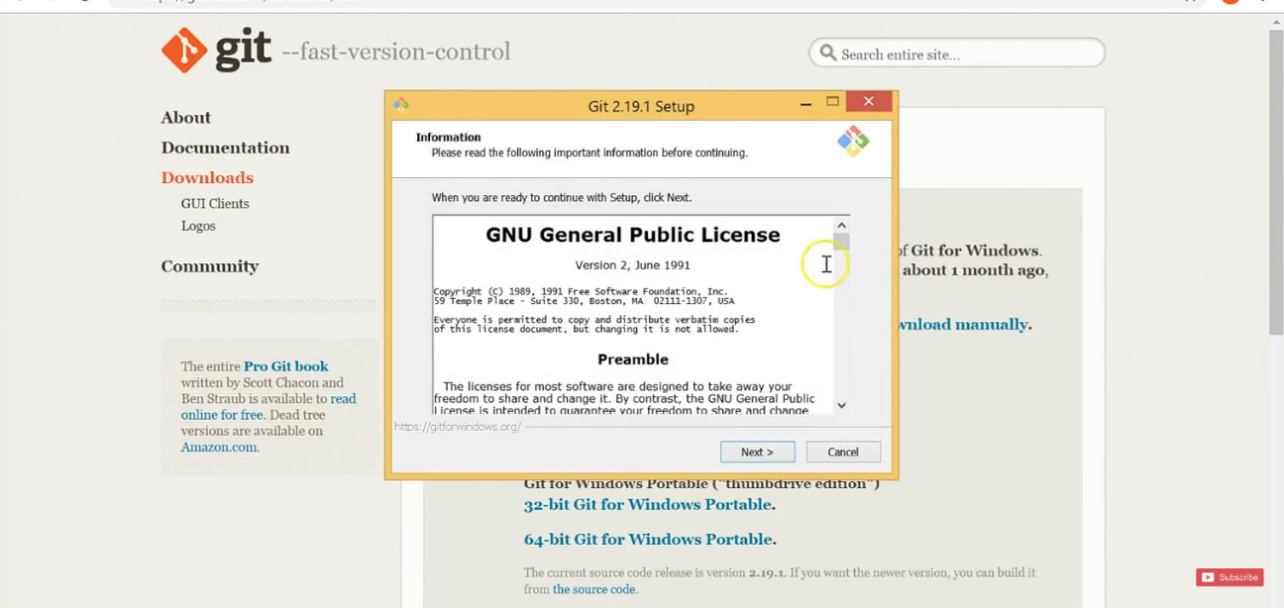 git --fast-version-control
Search entire site...
About
Documentation
Downloads
GUI Clients
Logos
Community
The entire Pro Git book
written by Scott Chacon and
Ben Straub is available to read
online for free. Dead tree
versions are available on
Amazon.com.
Git 2.19.1 Setup
Information
Please read the following important information before continuing.
When you are ready to continue with Setup, click Next.
GNU General Public License
Version 2, June 1991
Copyright (C) 1989, 1991 Free Software Foundation, Inc.
59 Temple Place - Suite 330, Boston, MA 02111-1307, USA
Everyone is permitted to copy and distribute verbatim copies
of this license document, but changing it is not allowed.
Preamble
The licenses for most software are designed to take away your
freedom to share and change it. By contrast, the GNU General Public
License is intended to guarantee your freedom to share and change
https://gitforwindows.org/
Next >
Cancel
of Git for Windows.
about 1 month ago,
wnload manually.
Git for Windows Portable ("thumbdrive edition")
32-bit Git for Windows Portable.
64-bit Git for Windows Portable.
The current source code release is version 2.19.1. If you want the newer version, you can build it
from the source code.
Subscribe